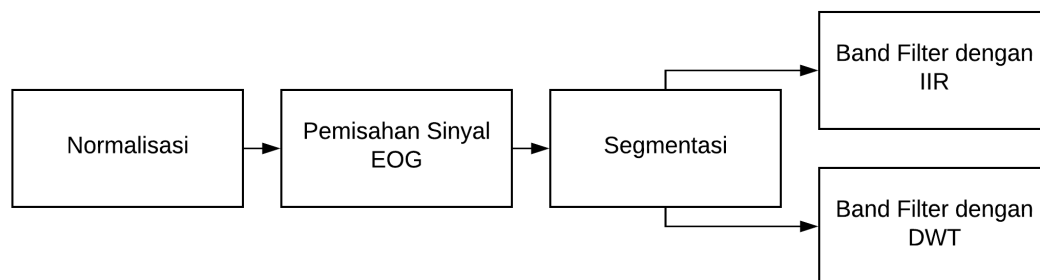 Normalisasi
Pemisahan Sinyal
EOG
Segmentasi
Band Filter dengan
IIR
Band Filter dengan
DWT